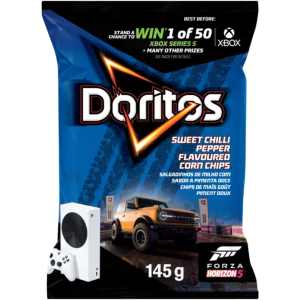 BEST BEFORE:
STAND A
CHANCE TO
WIN 1 of 50
XBOX SERIES S
+ MANY OTHER PRIZES
SEE BACK FOR DETAILS
XBOX
Doritos
SWEET CHILLI
PEPPER
FLAVOURED
CORN CHIPS
SALGADINHOS DE MILHO COM
SABOR A PIMENTA DOCE
CHIPS DE MAÏS GOÛT
PIMENT DOUX
145g
FORZA
HORIZON 5